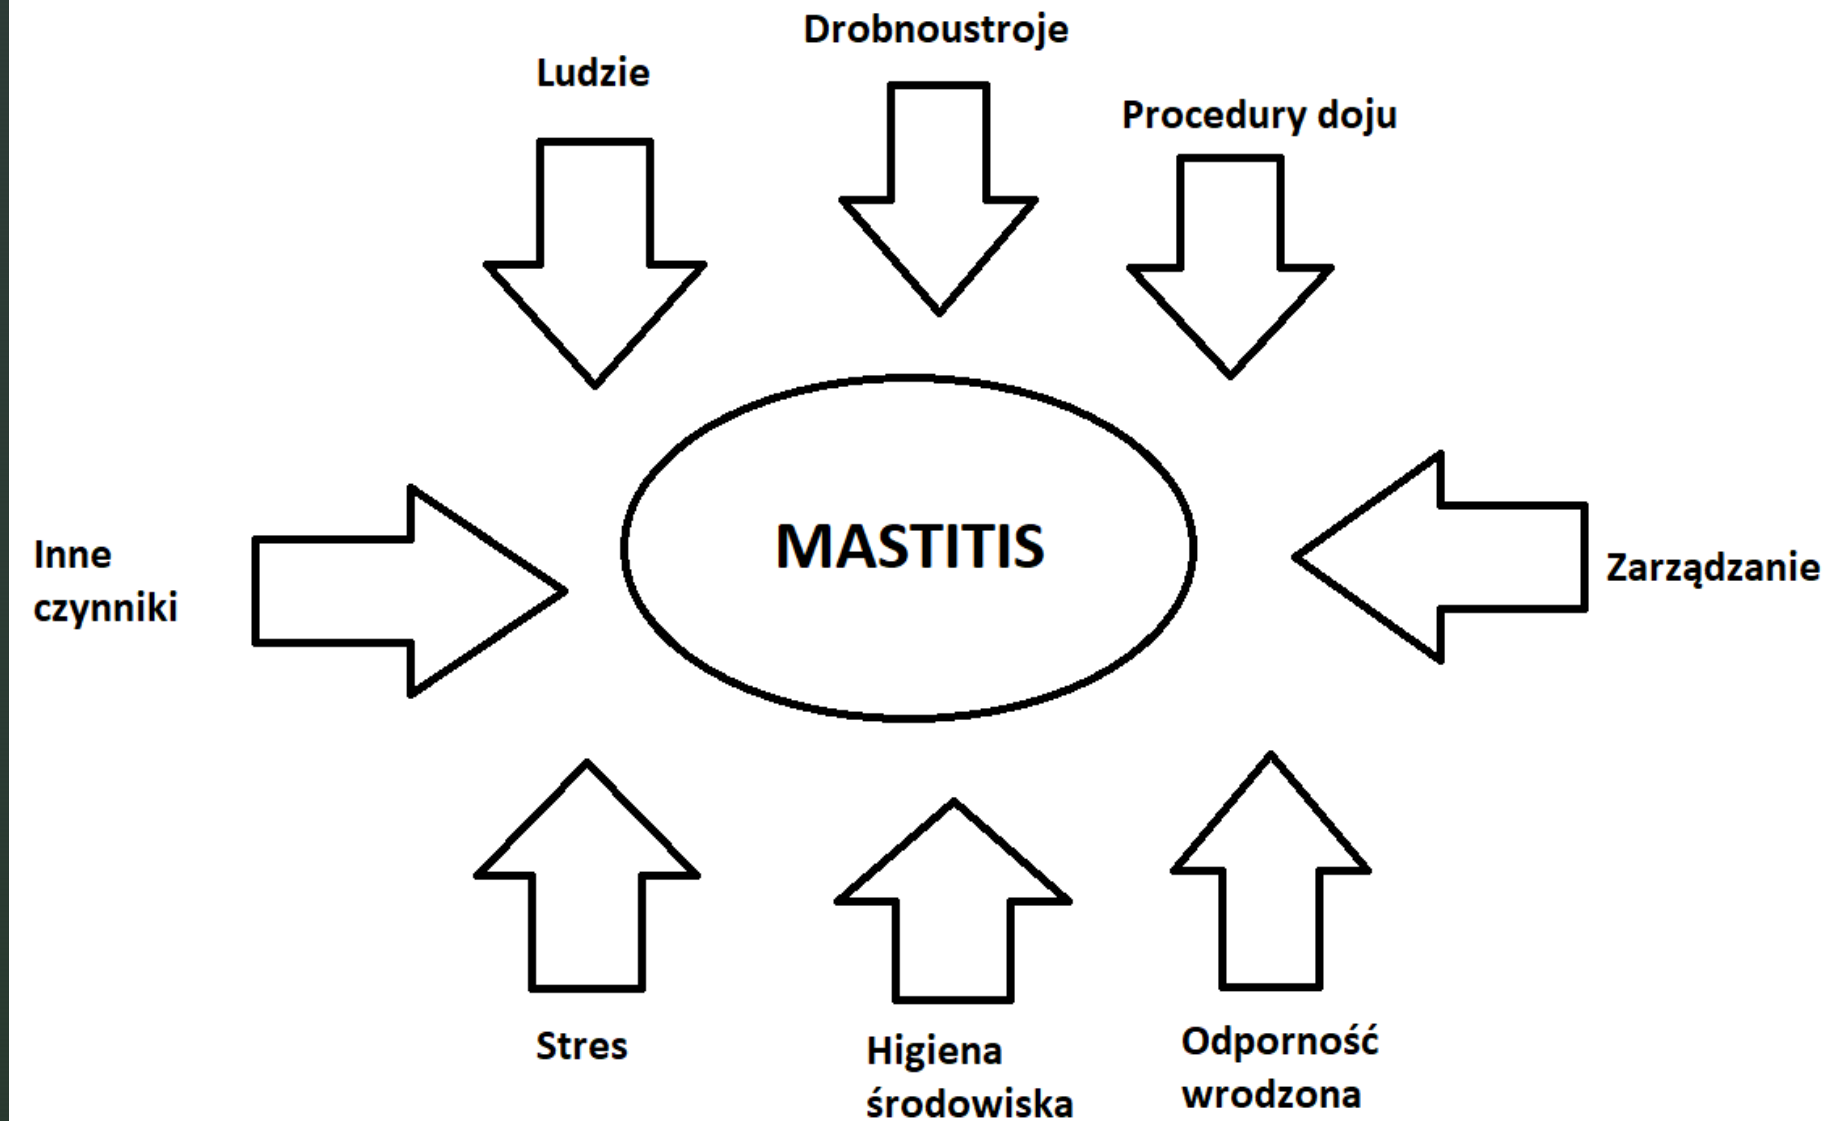 Drobnoustroje
Ludzie
Procedury doju
MASTITIS
Inne
czynniki
Zarządzanie
Stres
Higiena
środowiska
Odporność
wrodzona